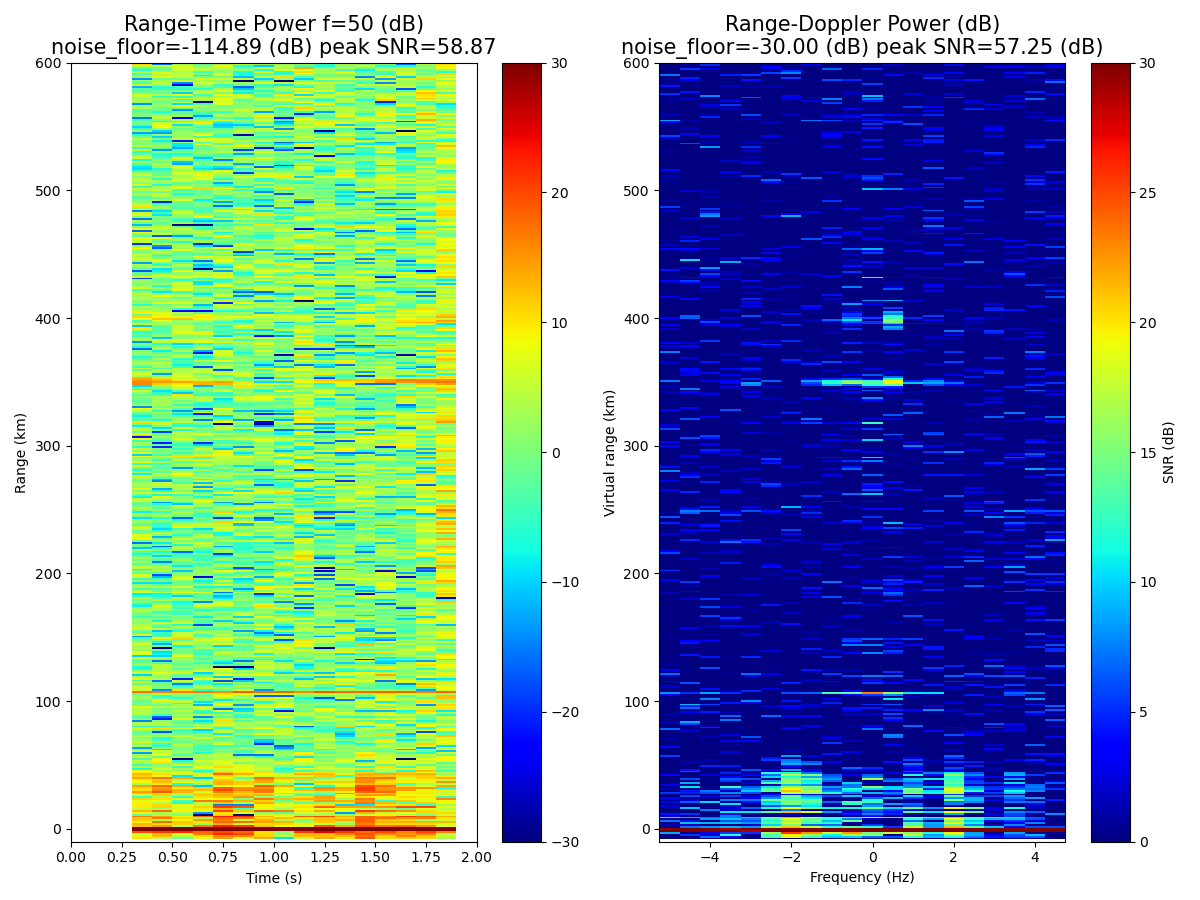 Range-Time Power f=50 (dB)
noise_floor=-114.89 (dB) peak SNR=58.87
600
500
400
300
200
100
0
Range (km)
0.00 0.25 0.50 0.75 1.00 1.25 1.50 1.75 2.00
Time (s)
30
20
10
0
−10
−20
−30
Range-Doppler Power (dB)
noise_floor=-30.00 (dB) peak SNR=57.25 (dB)
600
500
400
300
200
100
0
Virtual range (km)
−4 −2 0 2 4
Frequency (Hz)
30
25
20
15
10
5
0
SNR (dB)